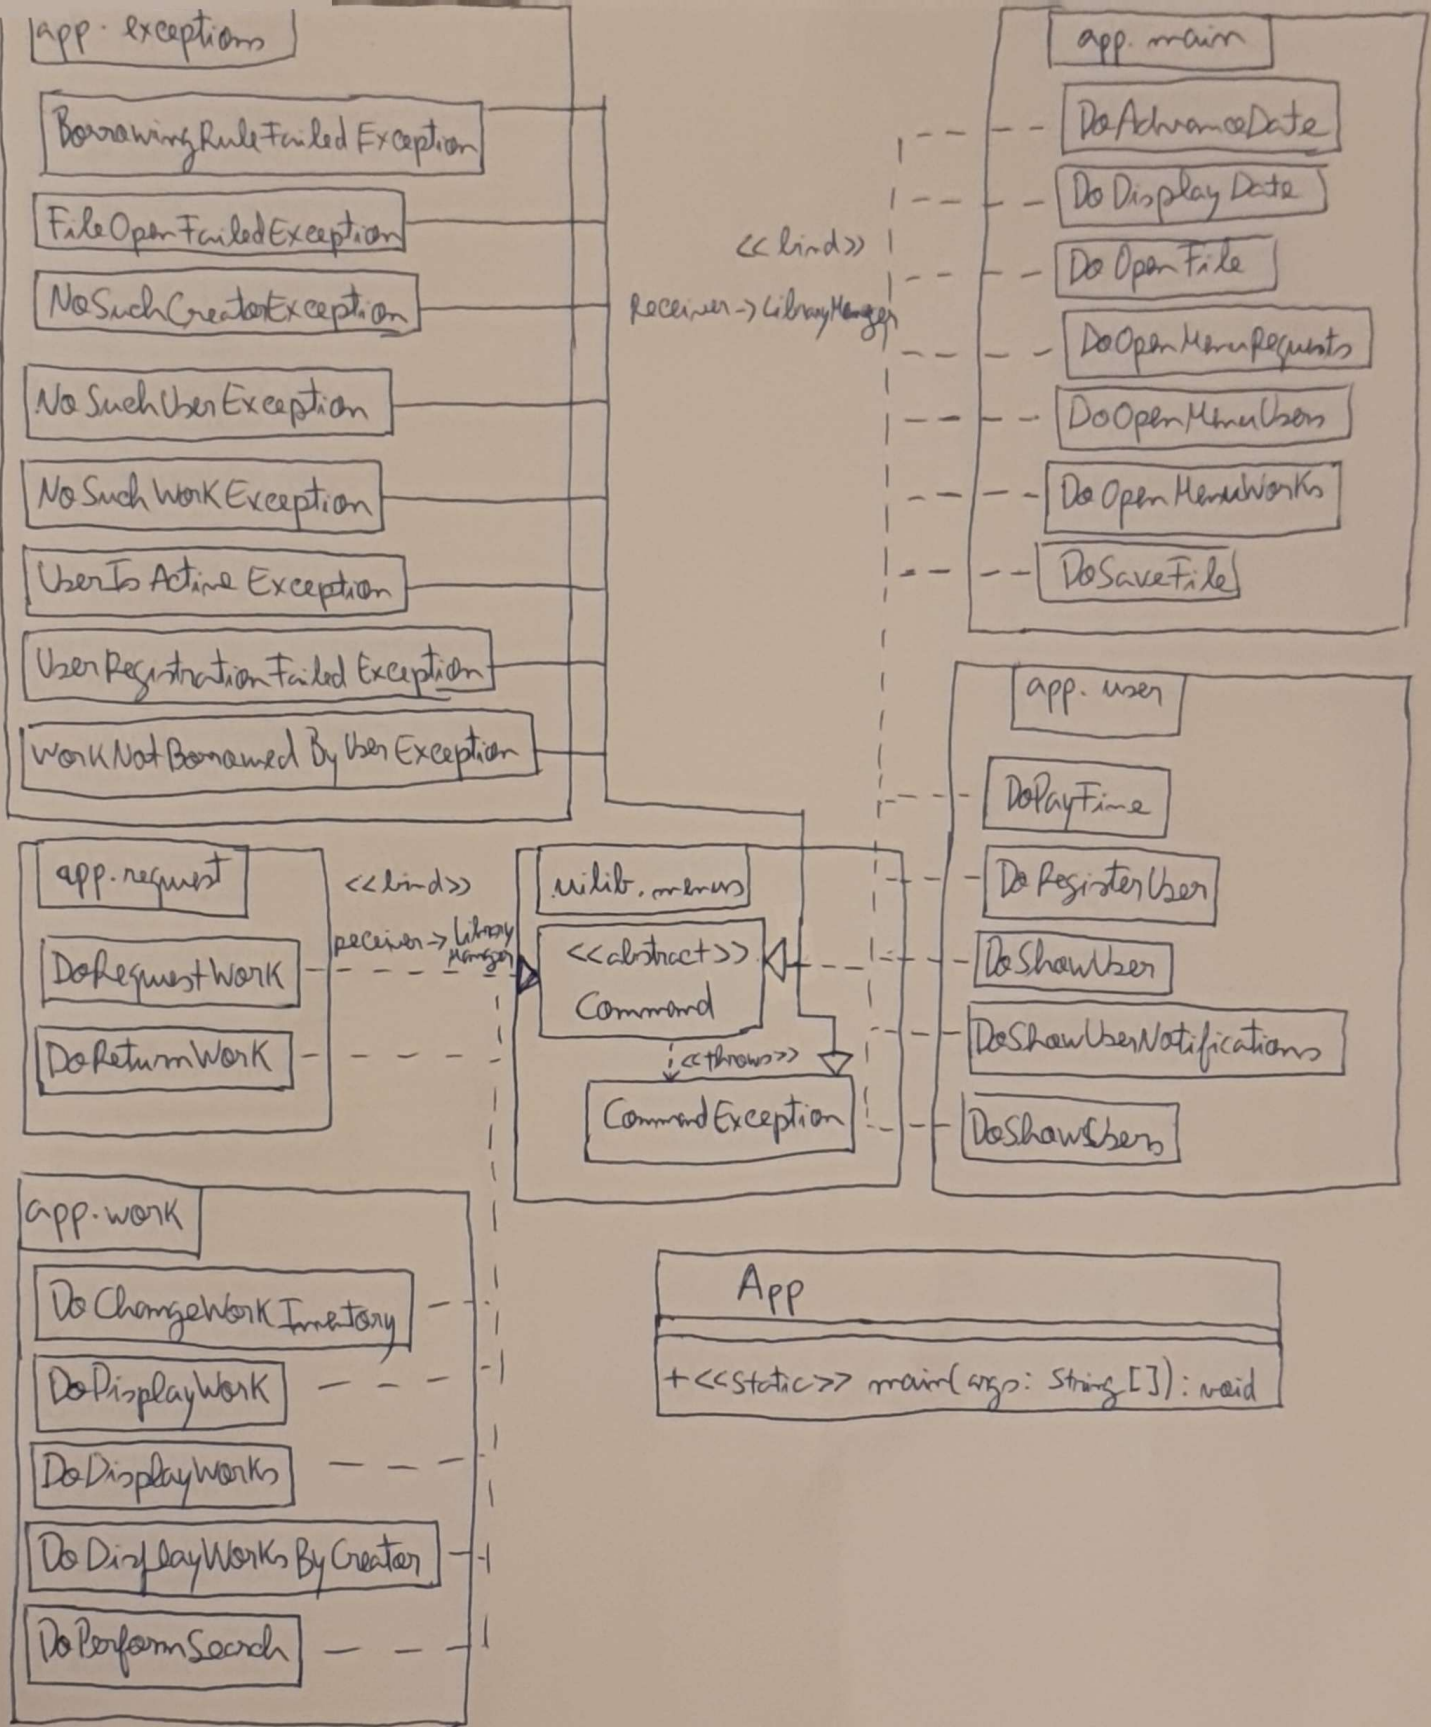 app.exceptions
BorrowingRuleFailedException
FileOpenFailedException
NoSuchCreatorException
NoSuchUserException
NoSuchWorkException
UserIsActiveException
UserRegistrationFailedException
WorkNotBorrowedByUserException
<<bind>>
Receiver->LibraryManager
app.main
DoAdvanceDate
DoDisplayDate
DoOpenFile
DoOpenMenuRequests
DoOpenMenuUsers
DoOpenMenuWorks
DoSaveFile
app.user
DoPayFine
DoRegisterUser
DoShowUser
DoShowUserNotifications
DoShowUsers
app.request
DoRequestWork
DoReturnWork
<<bind>>
Receiver->Library
Manager
uilib.menus
<<abstract>>
Command
<<throws>>
CommandException
app.work
DoChangeWorkInventory
DoDisplayWork
DoDisplayWorks
DoDisplayWorksByCreator
DoPerformSearch
App
+<<static>> main(args: String[]): void